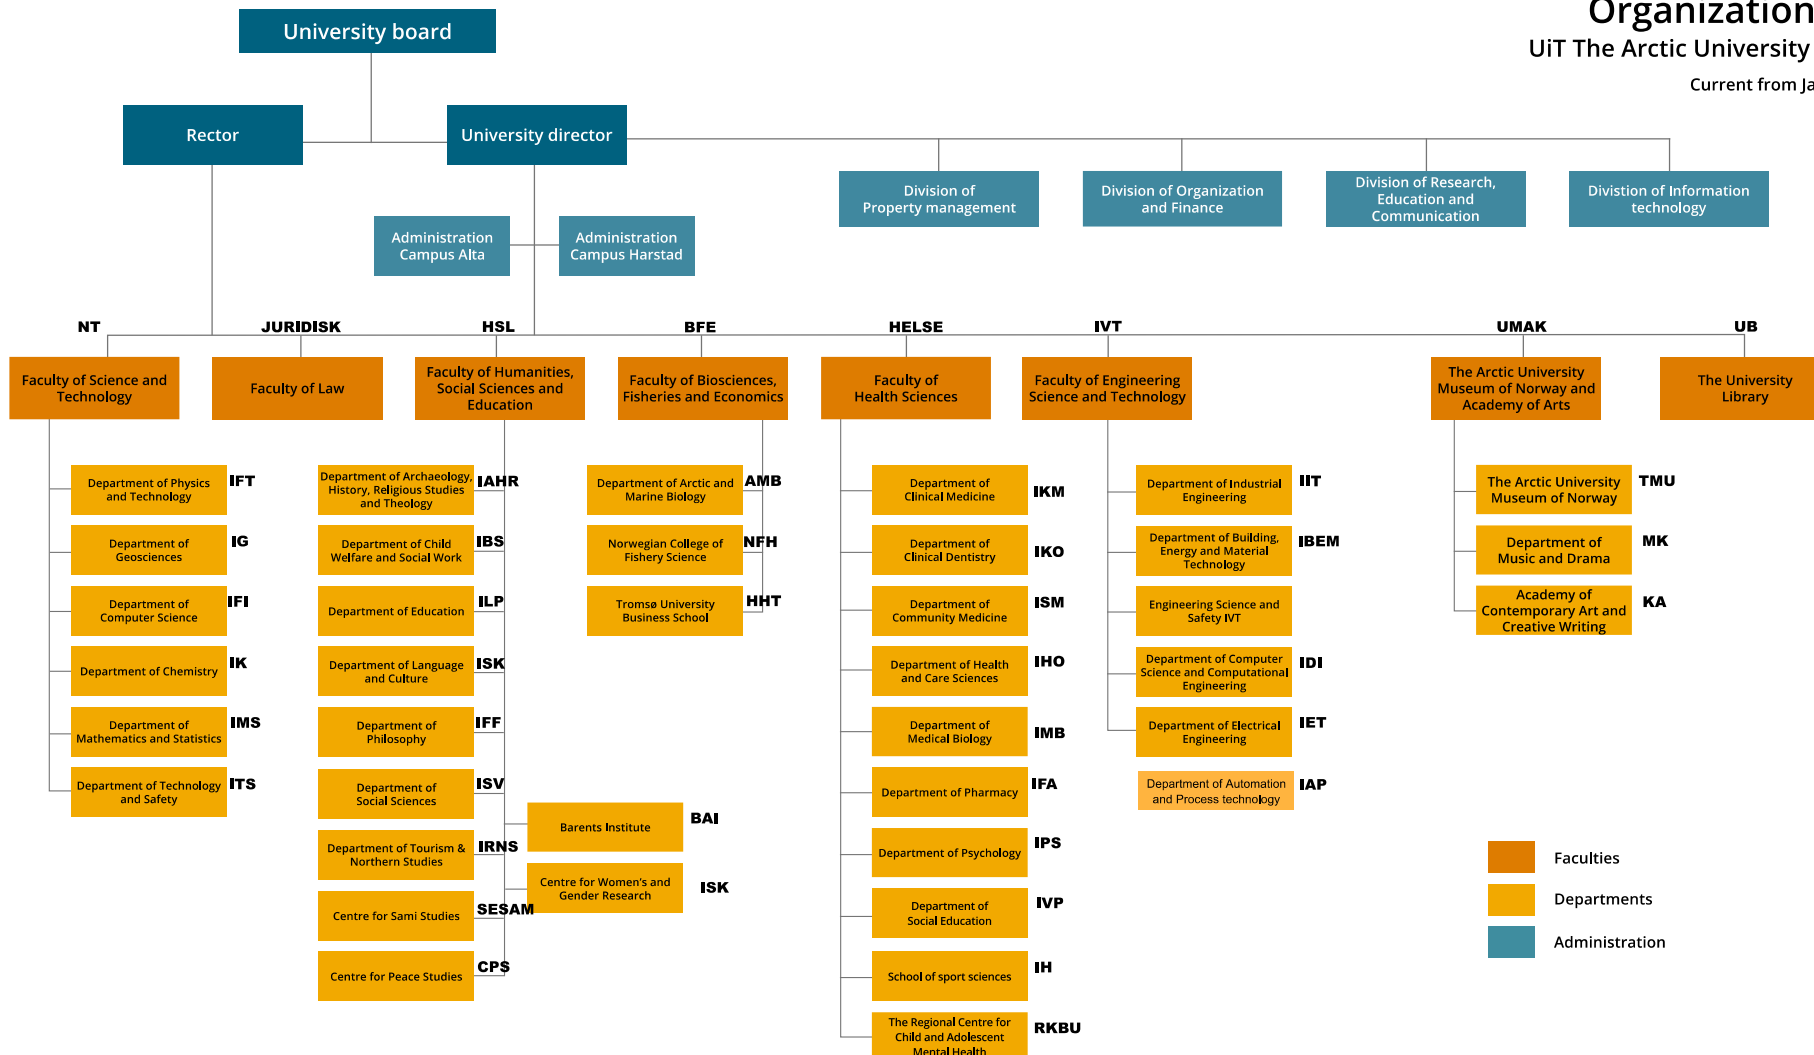 Organization
UiT The Arctic University
Current from Ja
University board
Rector
University director
Division of
Property management
Division of Organization
and Finance
Division of Research,
Education and
Communication
Divistion of Information
technology
Administration
Campus Alta
Administration
Campus Harstad
NT
JURIDISK
HSL
BFE
HELSE
IVT
UMAK
UB
Faculty of Science and
Technology
Faculty of Law
Faculty of Humanities,
Social Sciences and
Education
Faculty of Biosciences,
Fisheries and Economics
Faculty of
Health Sciences
Faculty of Engineering
Science and Technology
The Arctic University
Museum of Norway and
Academy of Arts
The University
Library
Department of Physics
and Technology
IFT
Department of
Geosciences
IG
Department of
Computer Science
IFI
Department of Chemistry
IK
Department of
Mathematics and Statistics
IMS
Department of Technology
and Safety
ITS
Department of Archaeology,
History, Religious Studies
and Theology
IAHR
Department of Child
Welfare and Social Work
IBS
Department of Education
ILP
Department of Language
and Culture
ISK
Department of
Philosophy
IFF
Department of
Social Sciences
ISV
Barents Institute
BAI
Department of Tourism &
Northern Studies
IRNS
Centre for Women's and
Gender Research
ISK
Centre for Sami Studies
SESAM
Centre for Peace Studies
CPS
Department of Arctic and
Marine Biology
AMB
Norwegian College of
Fishery Science
NFH
Tromsø University
Business School
HHT
Department of
Clinical Medicine
IKM
Department of
Clinical Dentistry
IKO
Department of
Community Medicine
ISM
Department of Health
and Care Sciences
IHO
Department of
Medical Biology
IMB
Department of Pharmacy
IFA
Department of Psychology
IPS
Department of
Social Education
IVP
School of sport sciences
IH
The Regional Centre for
Child and Adolescent
Mental Health
RKBU
Department of Industrial
Engineering
IIT
Department of Building,
Energy and Material
Technology
IBEM
Engineering Science and
Safety IVT
Department of Computer
Science and Computational
Engineering
IDI
Department of Electrical
Engineering
IET
Department of Automation
and Process technology
IAP
The Arctic University
Museum of Norway
TMU
Department of
Music and Drama
MK
Academy of
Contemporary Art and
Creative Writing
KA
Faculties
Departments
Administration